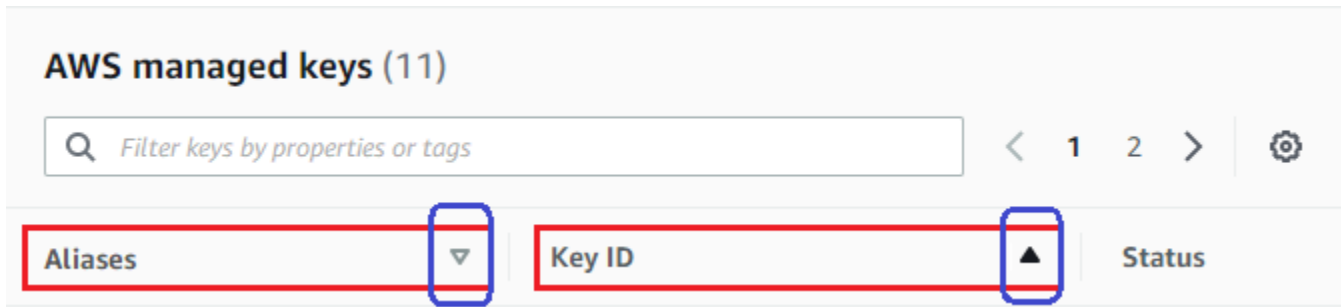 AWS managed keys (11)
Filter keys by properties or tags
1 2
Aliases Key ID Status